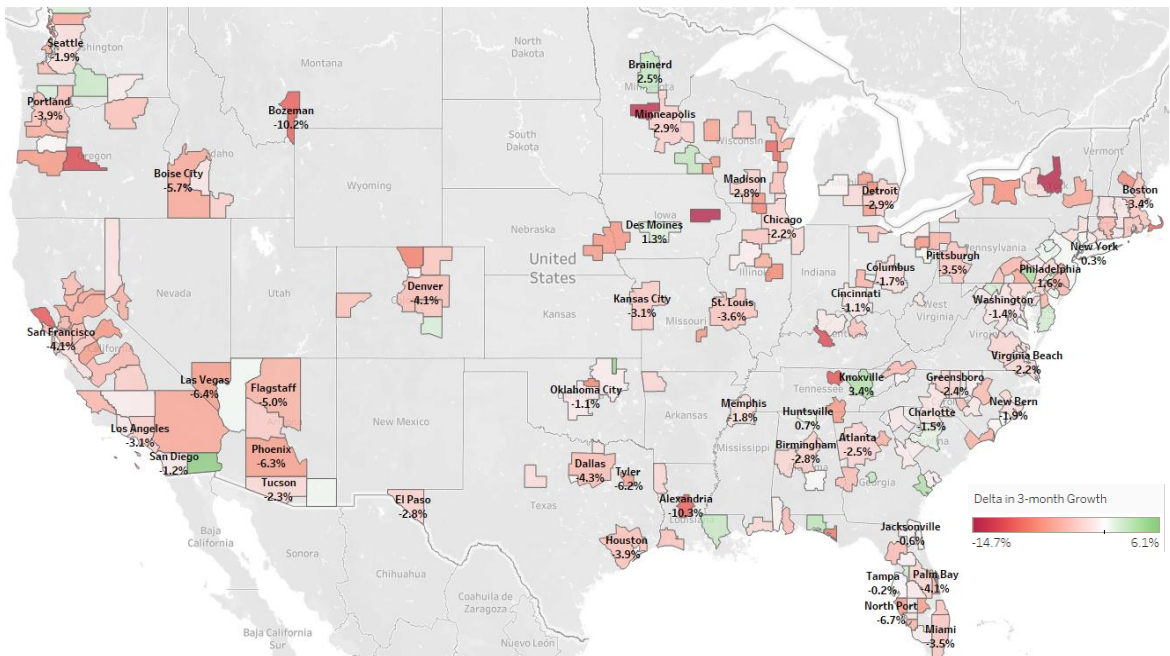 Seattle
-1.9%
Washington
Montana
North
Dakota
Brainerd
2.5%
Minnesota
Portland
-3.9%
Bozeman
-10.2%
Minneapolis
-2.9%
Wisconsin
Vermont
Oregon
Idaho
Boise City
-5.7%
South
Dakota
Wyoming
Madison
-2.8%
Detroit
-2.9%
Boston
-3.4%
Iowa
Des Moines
1.3%
Chicago
-2.2%
Nebraska
United
States
Illinois
Indiana
Pennsylvania
New York
0.3%
Pittsburgh
-3.5%
Columbus
-1.7%
Philadelphia
1.6%
Nevada
Utah
Denver
-4.1%
Kansas City
-3.1%
St. Louis
-3.6%
Cincinnati
-1.1%
Washington
-1.4%
West
Virginia
San Francisco
-4.1%
California
Kansas
Missouri
Virginia Beach
-2.2%
Las Vegas
-6.4%
Flagstaff
-5.0%
Oklahoma City
-1.1%
Tennessee
Knoxville
3.4%
Greensboro
-2.4%
New Bern
-1.9%
Los Angeles
-3.1%
New Mexico
Arkansas
Memphis
-1.8%
Huntsville
0.7%
Charlotte
-1.5%
San Diego
-1.2%
Phoenix
-6.3%
Mississippi
Birmingham
-2.8%
Atlanta
-2.5%
Georgia
Tucson
-2.3%
Dallas
-4.3%
Tyler
-6.2%
El Paso
-2.8%
Texas
Alexandria
-10.3%
Louisiana
Baja
California
Sonora
Houston
-3.9%
Delta in 3-month Growth
-14.7%
6.1%
Jacksonville
-0.6%
Chihuahua
Tampa
-0.2%
Palm Bay
-4.1%
North Port
-6.7%
Coahuila de
Zaragoza
Miami
-3.5%
Baja California
Sur
Nuevo León